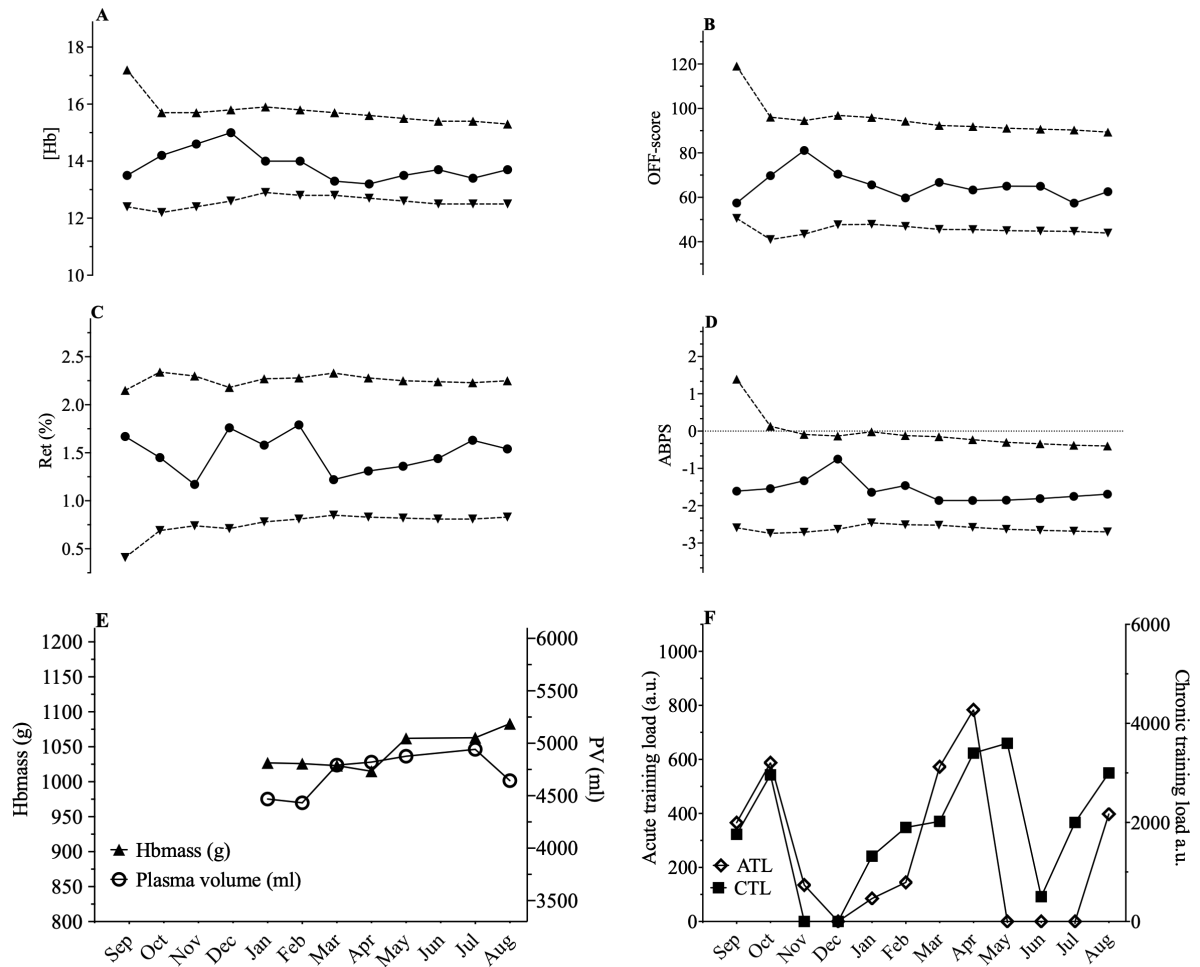 A
[Hb]
18
16
14
12
10
B
OFF-score
120
100
80
60
40
C
Ret (%)
2.5
2.0
1.5
1.0
0.5
D
ABPS
2
1
0
-1
-2
-3
E
Hbmass (g)
1200
1150
1100
1050
1000
950
900
850
800
Hbmass (g)
Plasma volume (ml)
6000
5500
5000
4500
4000
3500
PV (ml)
Sep Oct Nov Dec Jan Feb Mar Apr May Jun Jul Aug
F
Acute training load (a.u.)
1000
800
600
400
200
0
ATL
CTL
6000
4000
2000
0
Chronic training
load a.u.
Sep Oct Nov Dec Jan Feb Mar Apr May Jun Jul Aug